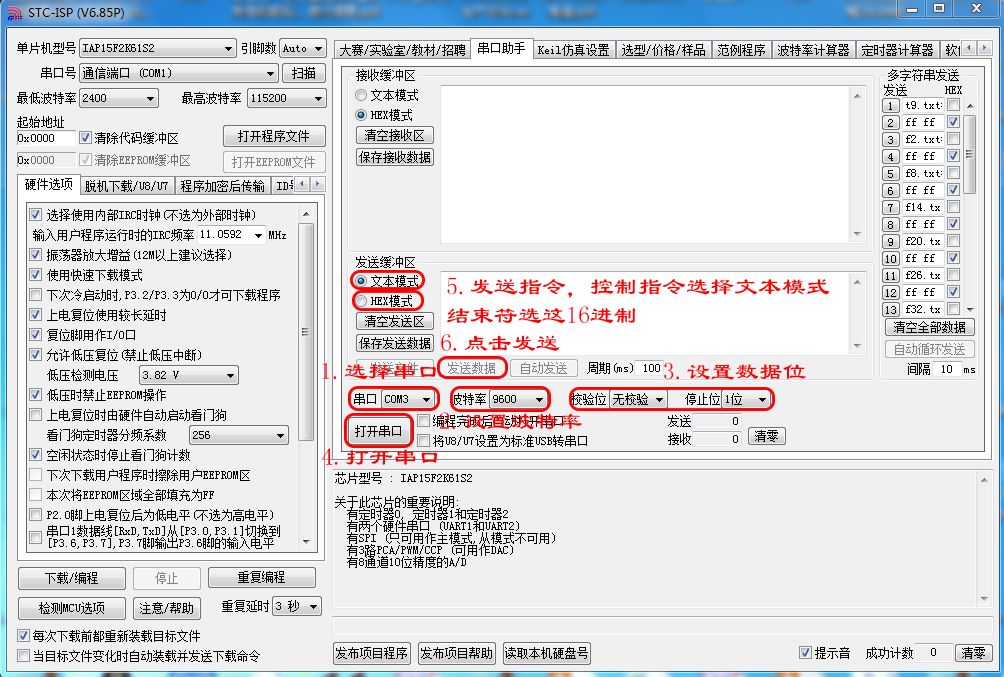 STC-ISP (V6.85P)
单片机型号 IAP15F2K61S2 引脚数 Auto
串口号 通信端口 (COM1) 扫描
最低波特率 2400 最高波特率 115200
起始地址
0x0000 清除代码缓冲区 打开程序文件
0x0000 清除EEPROM缓冲区 打开EEPROM文件
硬件选项 脱机下载/U8/U7 程序加密后传输
选择使用内部IRC时钟(不选为外部时钟)
输入用户程序运行时的IRC频率 11.0592 MHz
振荡器放大增益(12M以上建议选择)
使用快速下载模式
下次冷启动时,P3.2/P3.3为0/0才可下载程序
上电复位使用较长延时
复位脚用作I/O口
允许低压复位(禁止低压中断)
低压检测电压 3.82 V
低压时禁止EEPROM操作
上电复位时由硬件自动启动看门狗
看门狗定时器分频系数 256
空闲状态时停止看门狗计数
下次下载用户程序时擦除用户EEPROM区
本次将EEPROM区域全部填充为FF
P2.0脚上电复位后为低电平(不选为高电平)
串口1数据线[RxD,TxD]从[P3.0,P3.1]切换到
[P3.6,P3.7],P3.7脚输出P3.6脚的输入电平
下载/编程 停止 重复编程
检测MCU选项 注意/帮助 重复延时 3 秒
每次下载前都重新装载目标文件
当目标文件变化时自动装载并发送下载命令
大赛/实验室/教材/招聘 串口助手 Keil仿真设置 选型/价格/样品 范例程序 波特率计算器 定时器计算器 软
接收缓冲区
文本模式
HEX模式
清空接收区
保存接收数据
发送缓冲区
文本模式
HEX模式
清空发送区
保存发送数据
5.发送指令，控制指令选择文本模式
结束符选这16进制
6.点击发送
1.选择串口
发送数据 自动发送 周期(ms) 100
3.设置数据位
串口 COM3 波特率 9600 校验位 无校验 停止位 1位
打开串口
2.设置波特率
编程完成后自动打开串口
将U8/U7设置为标准USB转串口
发送 0
接收 0 清零
4.打开串口
多字符串发送
发送 HEX
1 t9.txt:
2 ff ff
3 f2.txt:
4 ff ff
5 f8.txt:
6 ff ff
7 f14.tx
8 ff ff
9 f20.tx
10 ff ff
11 f26.tx
12 ff ff
13 f32.tx
清空全部数据
自动循环发送
间隔 10 ms
芯片型号 : IAP15F2K61S2
关于此芯片的重要说明:
有定时器0, 定时器1和定时器2
有两个硬件串口 (UART1和UART2)
有SPI (只可用作主模式,从模式不可用)
有3路PCA/PWM/CCP (可用作DAC)
有8通道10位精度的A/D
发布项目程序 发布项目帮助 读取本机硬盘号
提示音 成功计数 0 清零